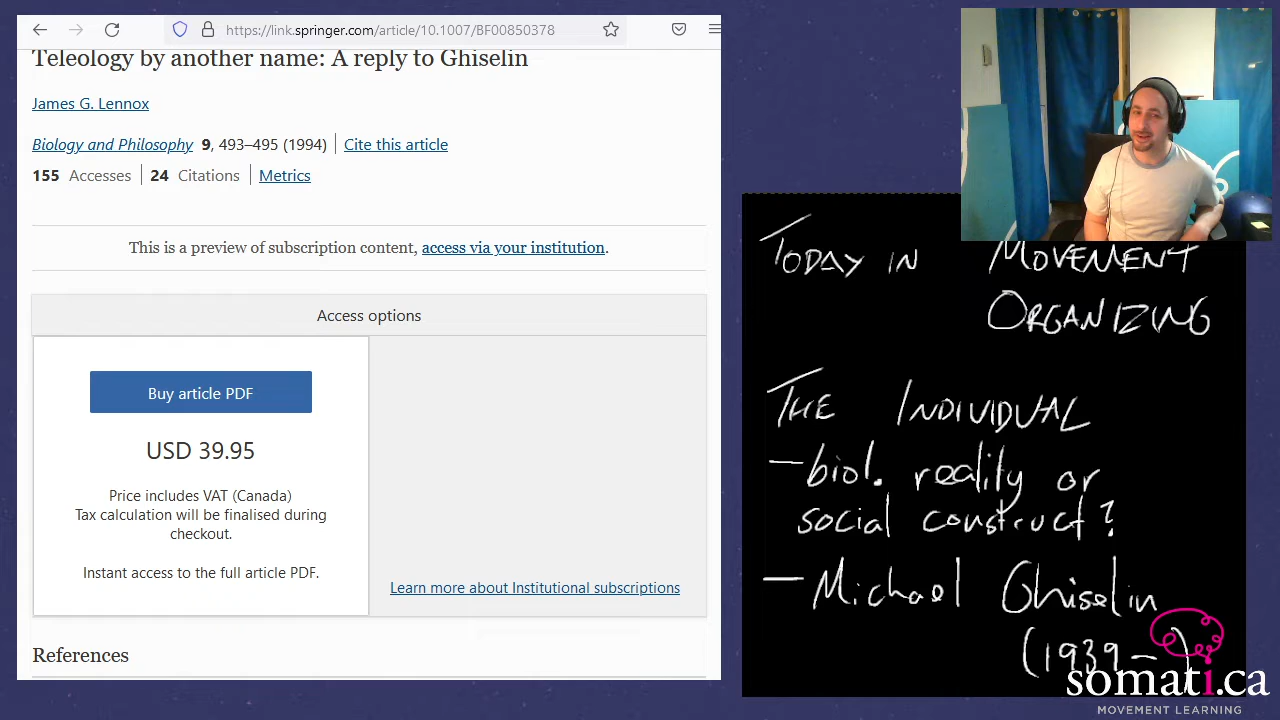 https://link.springer.com/article/10.1007/BF00850378
Teleology by another name: A reply to Ghiselin
James G. Lennox
Biology and Philosophy 9, 493–495 (1994) Cite this article
155 Accesses 24 Citations Metrics
This is a preview of subscription content, access via your institution.
Access options
Buy article PDF
USD 39.95
Price includes VAT (Canada)
Tax calculation will be finalised during
checkout.
Instant access to the full article PDF.
Learn more about Institutional subscriptions
References
TODAY IN MOVEMENT
ORGANIZING
THE INDIVIDUAL
– biol. reality or
social construct?
– Michael Ghiselin
(1939 – )
somati.ca
MOVEMENT LEARNING